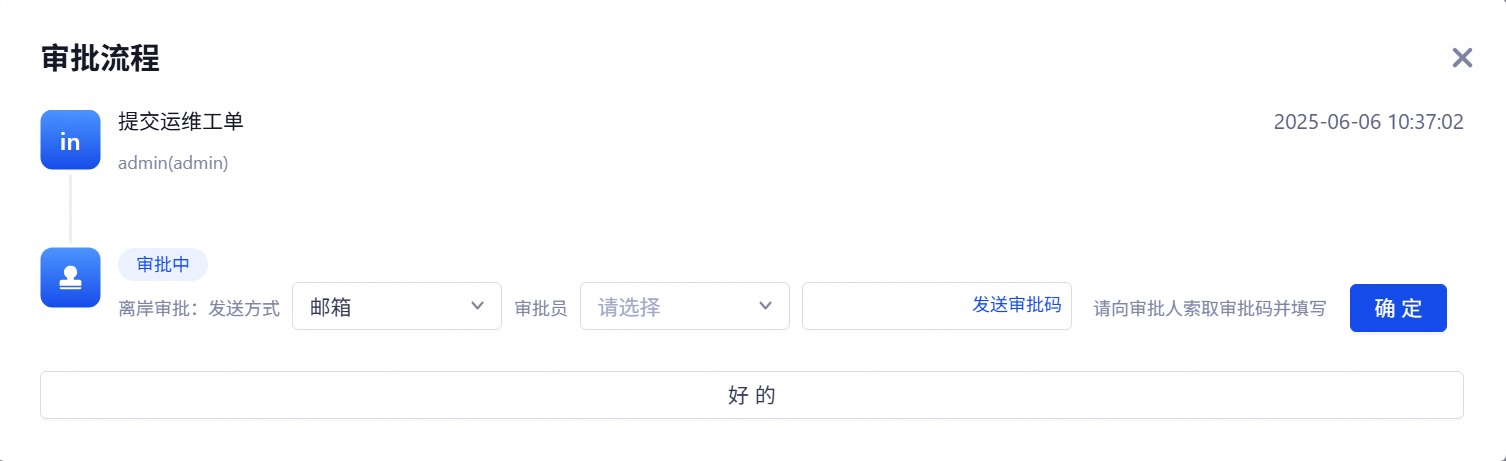 审批流程
in
提交运维工单
2025-06-06 10:37:02
admin(admin)
审批中
离岸审批：发送方式 邮箱 审批员 请选择 发送审批码 请向审批人索取审批码并填写 确 定
好 的